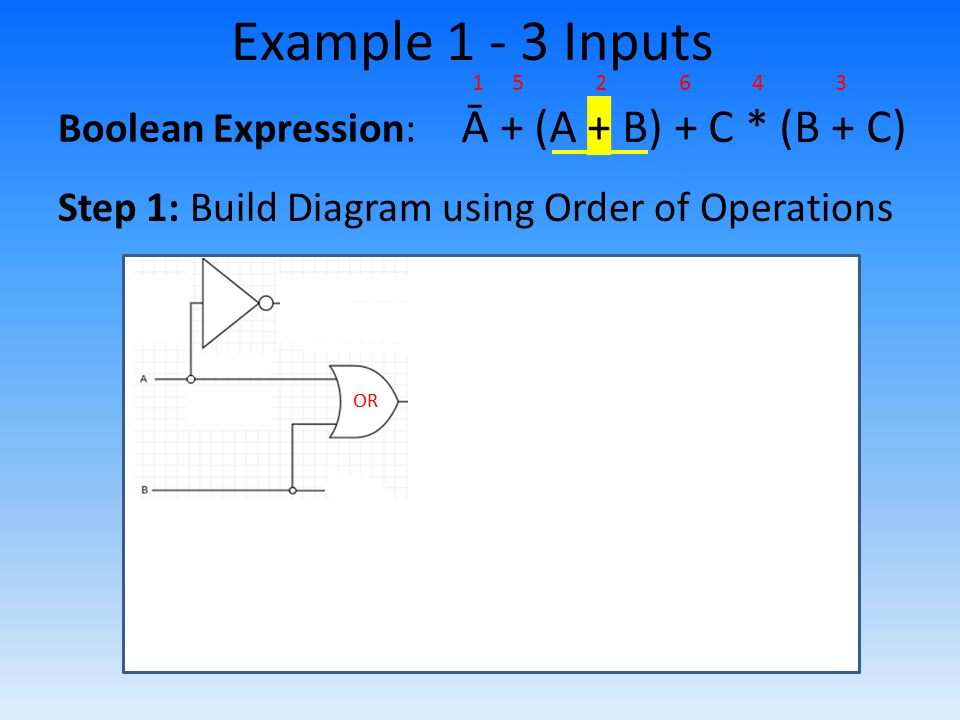 Example 1 - 3 Inputs
1 5 2 6 4 3
Boolean Expression: Ā + (A + B) + C * (B + C)
Step 1: Build Diagram using Order of Operations
A
OR
B